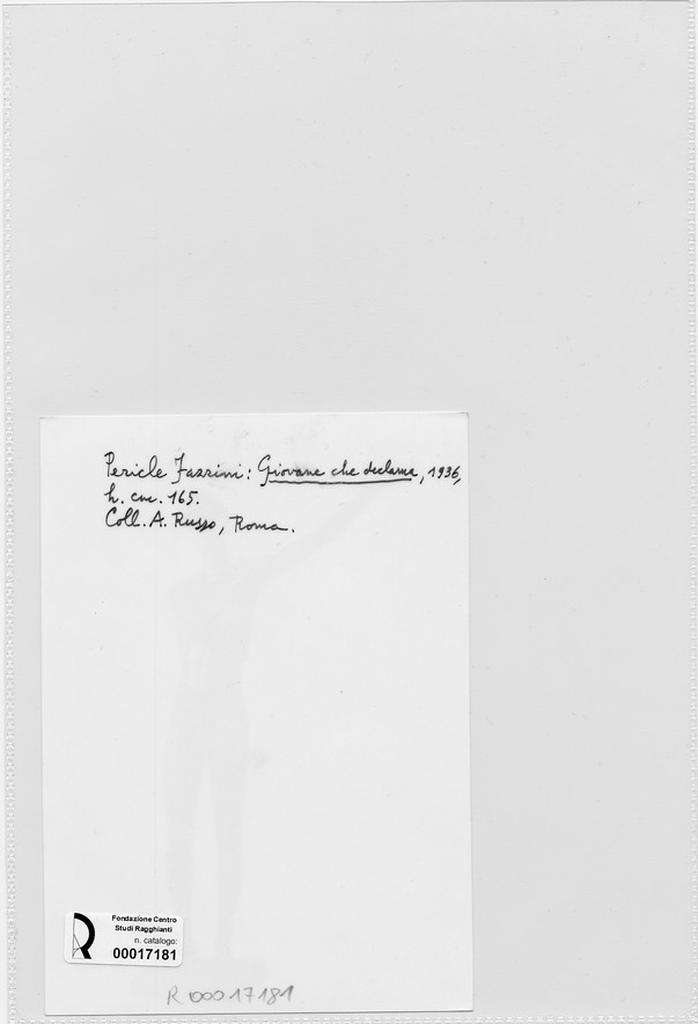 Pericle Fazzini: Giovane che declama, 1936,
h. cm. 165.
Coll. A. Russo, Roma.
Fondazione Centro
Studi Ragghianti
n. catalogo:
00017181
R 00017181